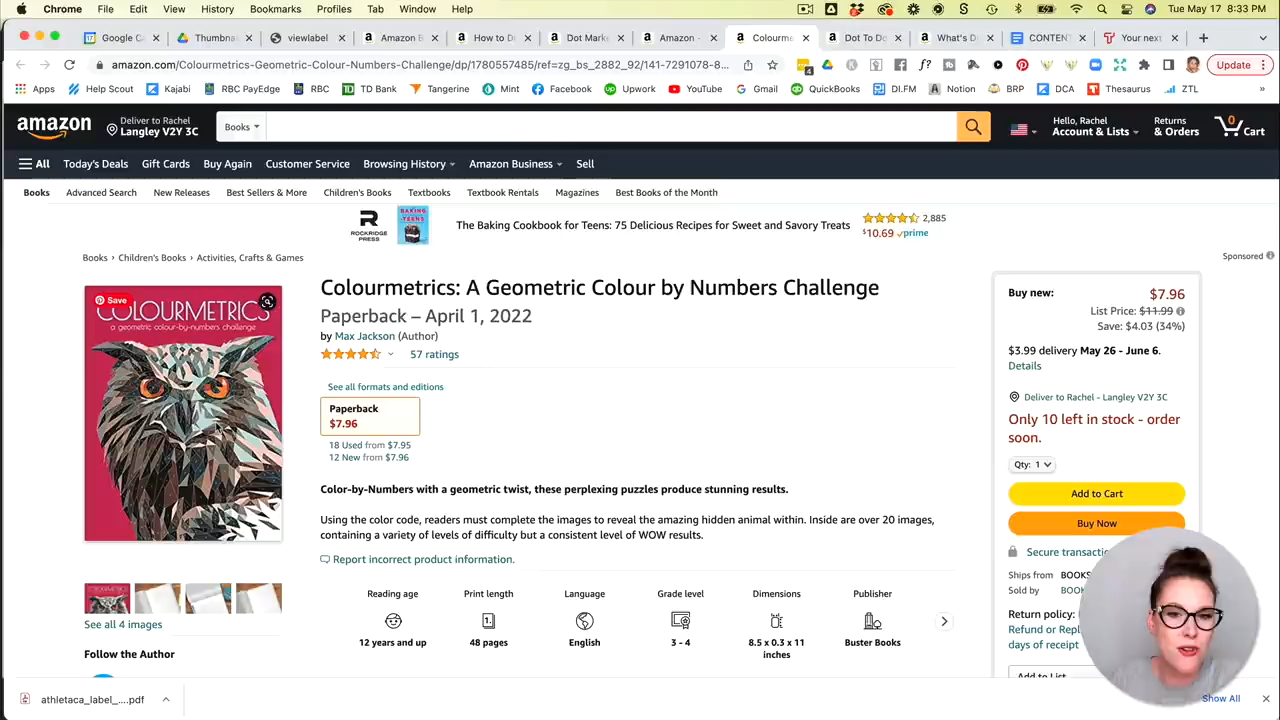 Chrome File Edit View History Bookmarks Profiles Tab Window Help Tue May 17 8:33 PM
Google C Thumbna viewlabel Amazon B How to D Dot Mark Amazon - Colourm Dot To Do What's D CONTENT Your next
amazon.com/Colourmetrics-Geometric-Colour-Numbers-Challenge/dp/1780557485/ref=zg_bs_2882_92/141-7291078-8... Update
Apps Help Scout Kajabi RBC PayEdge RBC TD Bank Tangerine Mint Facebook Upwork YouTube Gmail QuickBooks DI.FM Notion BRP DCA Thesaurus ZTL »
amazon Deliver to Rachel Langley V2Y 3C Books Hello, Rachel Account & Lists Returns & Orders 0 Cart
All Today's Deals Gift Cards Buy Again Customer Service Browsing History Amazon Business Sell
Books Advanced Search New Releases Best Sellers & More Children's Books Textbooks Textbook Rentals Magazines Best Books of the Month
R ROCKRIDGE PRESS BAKING The Baking Cookbook for Teens: 75 Delicious Recipes for Sweet and Savory Treats 2,885
$10.69 prime
Books › Children's Books › Activities, Crafts & Games
Sponsored
Save
COLOURMETRICS
a geometric colour-by-numbers challenge
Colourmetrics: A Geometric Colour by Numbers Challenge
Paperback – April 1, 2022
by Max Jackson (Author)
57 ratings
See all formats and editions
Paperback
$7.96
18 Used from $7.95
12 New from $7.96
Color-by-Numbers with a geometric twist, these perplexing puzzles produce stunning results.
Using the color code, readers must complete the images to reveal the amazing hidden animal within. Inside are over 20 images,
containing a variety of levels of difficulty but a consistent level of WOW results.
Report incorrect product information.
Reading age Print length Language Grade level Dimensions Publisher
12 years and up 48 pages English 3 - 4 8.5 x 0.3 x 11 inches Buster Books
See all 4 images
Follow the Author
Buy new: $7.96
List Price: $11.99
Save: $4.03 (34%)
$3.99 delivery May 26 - June 6.
Details
Deliver to Rachel - Langley V2Y 3C
Only 10 left in stock - order
soon.
Qty: 1
Add to Cart
Buy Now
Secure transactio
Ships from BOOKS
Sold by BOOK
Return policy:
Refund or Repl
days of receipt
Add to List
athletaca_label_....pdf
Show All